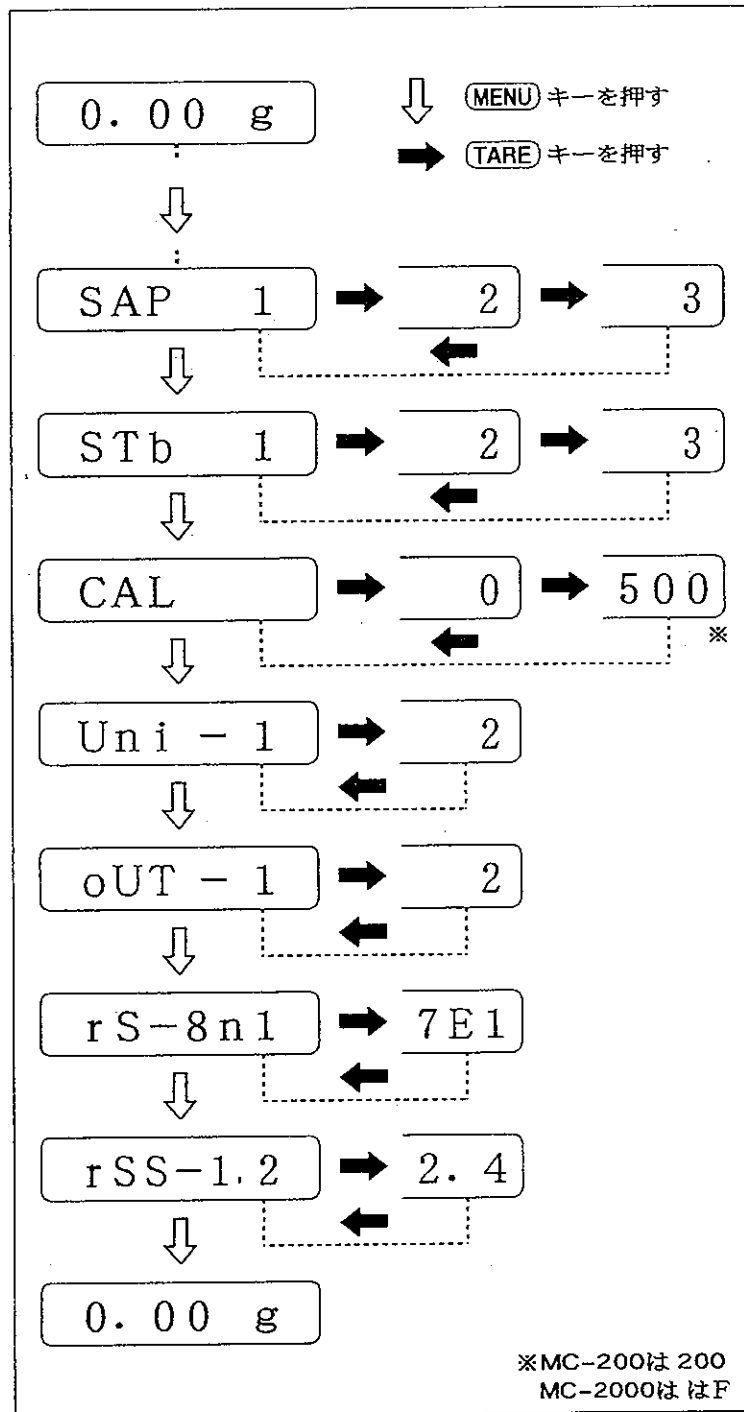 0.00 g
MENU キーを押す
TARE キーを押す
SAP 1 2 3
STb 1 2 3
CAL 0 500
※
Uni-1 2
oUT-1 2
rS-8n1 7E1
rSS-1.2 2.4
0.00 g
※MC-200は 200
MC-2000は はF